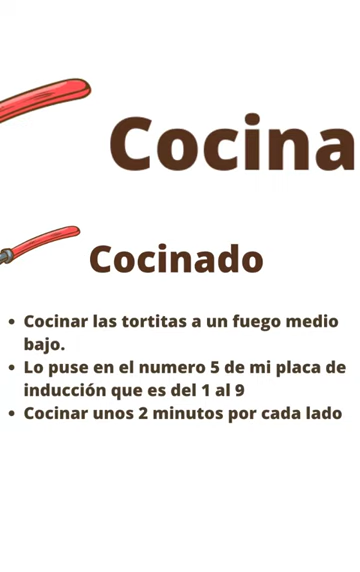 Cocina
Cocinado
• Cocinar las tortitas a un fuego medio
bajo.
• Lo puse en el numero 5 de mi placa de
inducción que es del 1 al 9
• Cocinar unos 2 minutos por cada lado